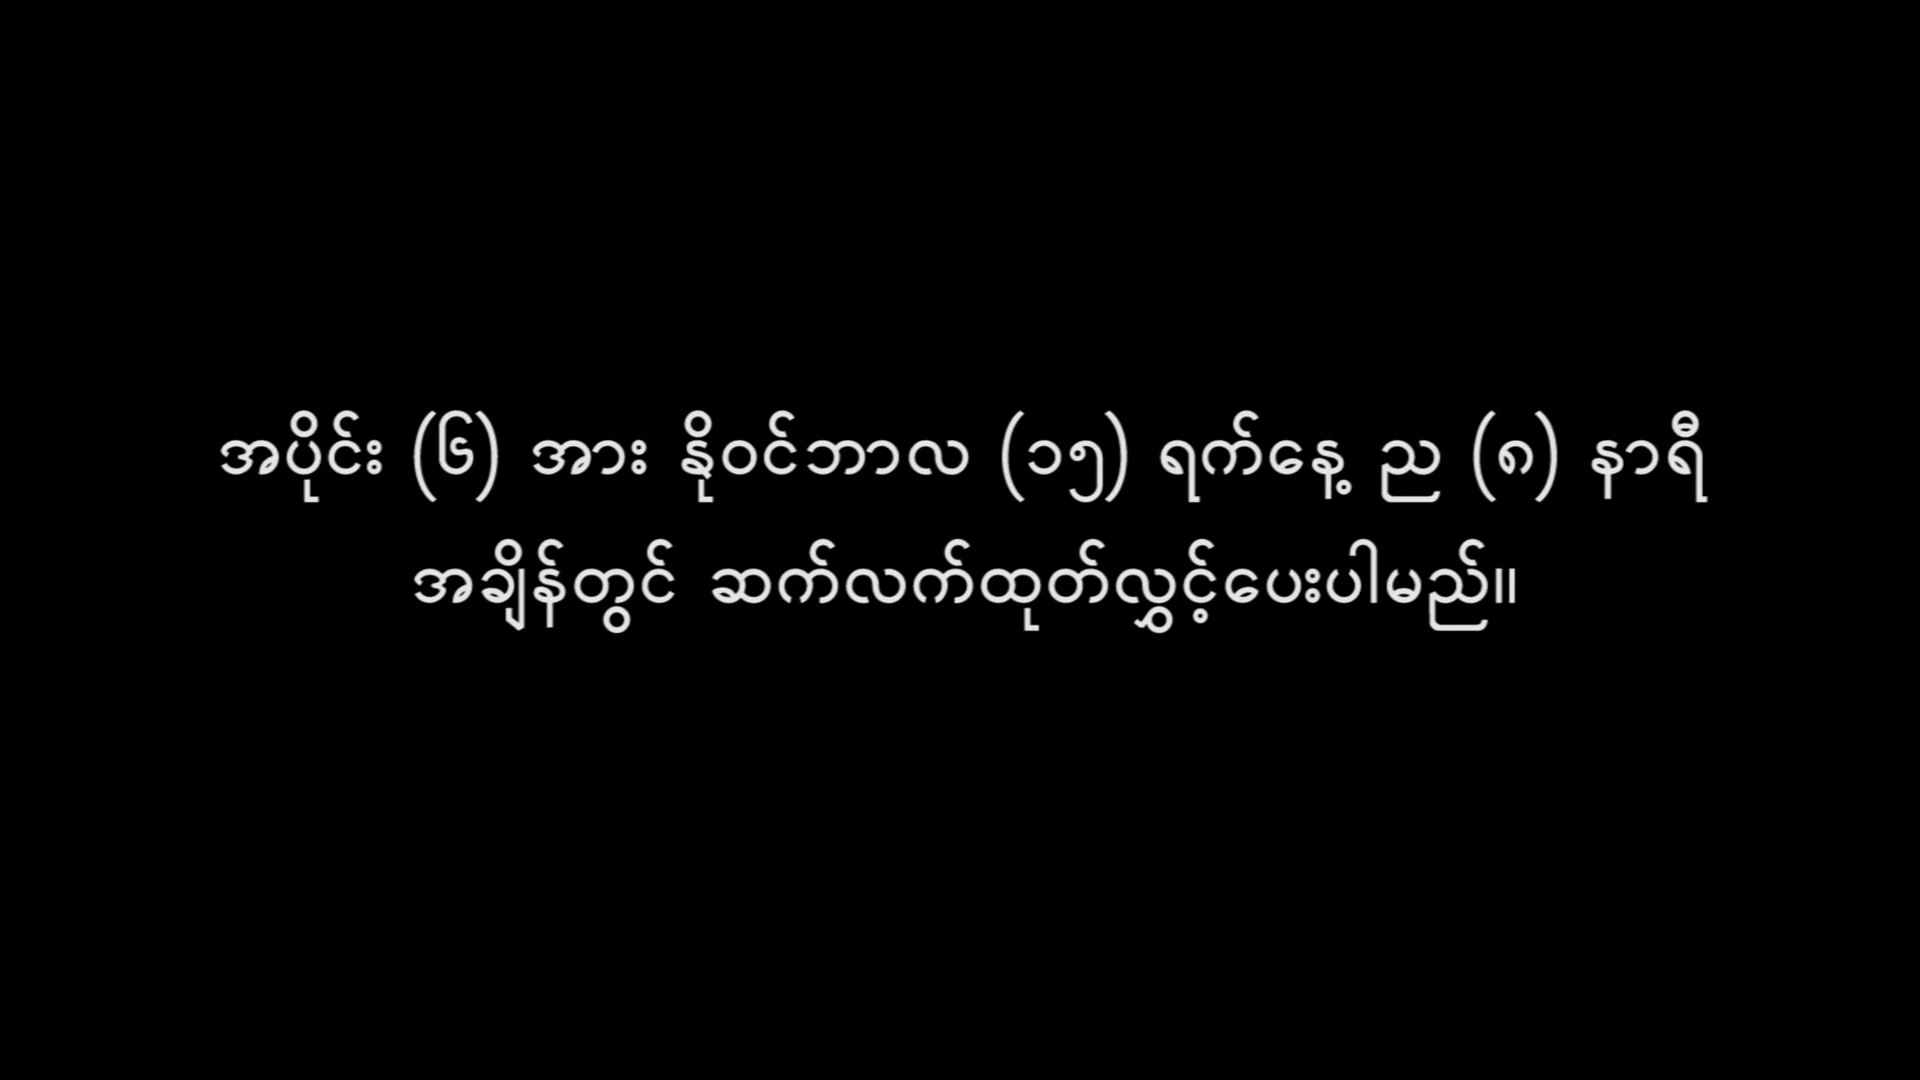 အပိုင်း (၆) အား နိုဝင်ဘာလ (၁၅) ရက်နေ့ ည (၈) နာရီ
အချိန်တွင် ဆက်လက်ထုတ်လွှင့်ပေးပါမည်။